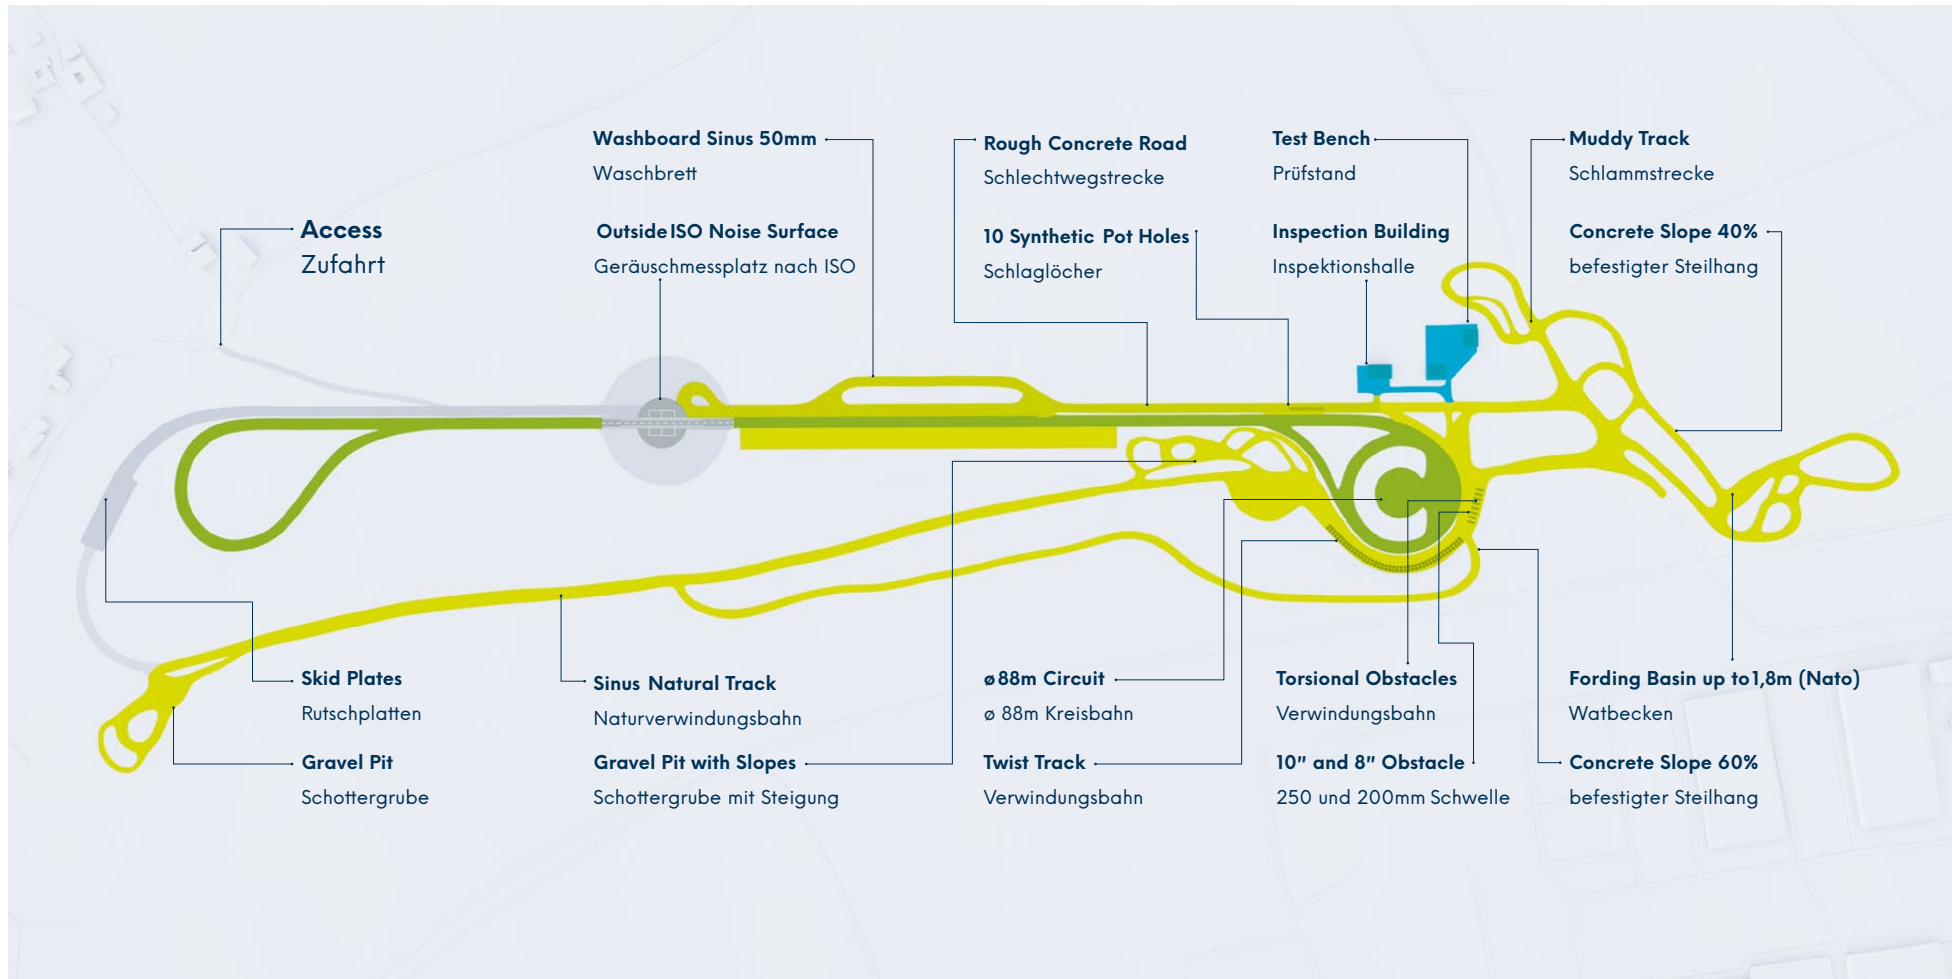 Washboard Sinus 50mm
Waschbrett
Rough Concrete Road
Schlechtwegstrecke
Test Bench
Prüfstand
Muddy Track
Schlammstrecke
Access
Zufahrt
Outside ISO Noise Surface
Geräuschmessplatz nach ISO
10 Synthetic Pot Holes
Schlaglöcher
Inspection Building
Inspektionshalle
Concrete Slope 40%
befestigter Steilhang
Skid Plates
Rutschplatten
Sinus Natural Track
Naturverwindungsbahn
ø88m Circuit
ø 88m Kreisbahn
Torsional Obstacles
Verwindungsbahn
Fording Basin up to1,8m (Nato)
Watbecken
Gravel Pit
Schottergrube
Gravel Pit with Slopes
Schottergrube mit Steigung
Twist Track
Verwindungsbahn
10" and 8" Obstacle
250 und 200mm Schwelle
Concrete Slope 60%
befestigter Steilhang